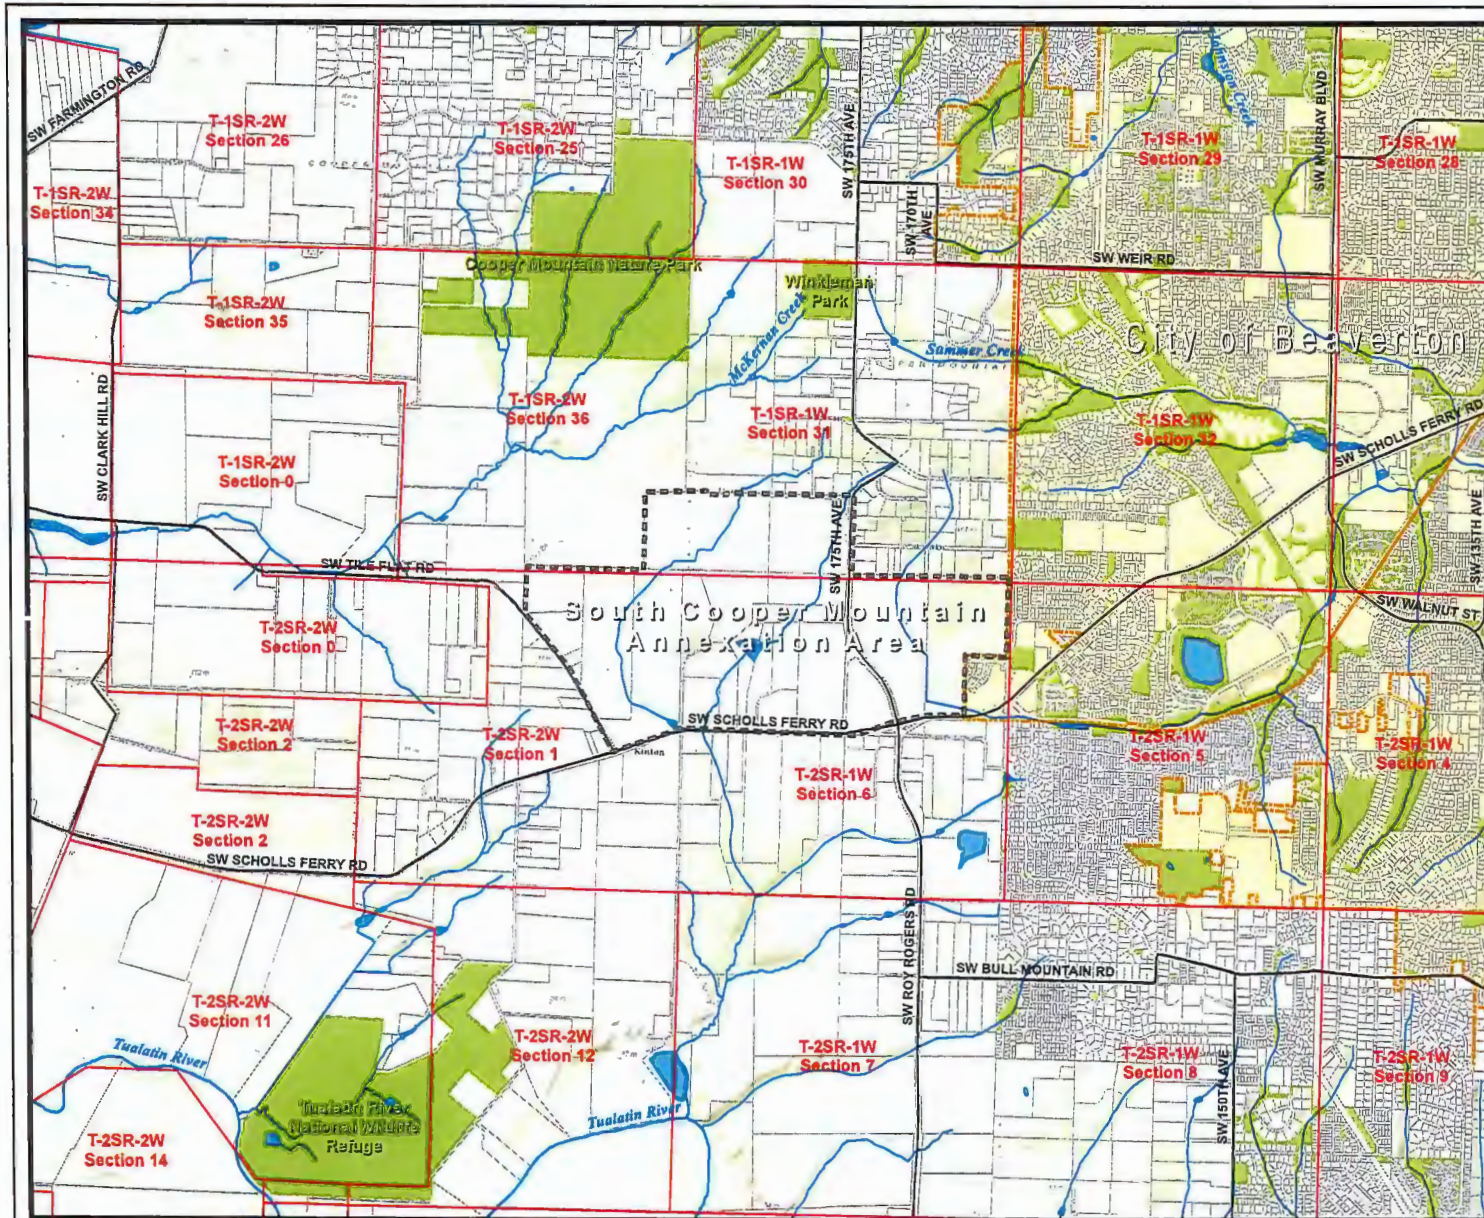 SW FARMINGTON RD
T-1SR-2W
Section 26
T-1SR-2W
Section 25
T-1SR-1W
Section 30
SW 175TH AVE
SW 170TH
AVE
Johnston Creek
T-1SR-1W
Section 29
SW MURRAY BLVD
T-1SR-1W
Section 28
T-1SR-2W
Section 34
SW WEIR RD
Cooper Mountain Nature Park
Winkleman
Park
T-1SR-2W
Section 35
McKernan Creek
Summer Creek
City of Beaverton
SW CLARK HILL RD
T-1SR-2W
Section 36
T-1SR-1W
Section 31
T-1SR-1W
Section 32
SW SCHOLLS FERRY RD
T-1SR-2W
Section 0
SW 175TH AVE
SW 135TH AVE
SW TILE FLAT RD
South Cooper Mountain
Annexation Area
SW WALNUT ST
T-2SR-2W
Section 0
T-2SR-2W
Section 2
T-2SR-2W
Section 1
Kinton
SW SCHOLLS FERRY RD
T-2SR-1W
Section 6
T-2SR-1W
Section 5
T-2SR-1W
Section 4
T-2SR-2W
Section 2
SW SCHOLLS FERRY RD
SW ROY ROGERS RD
SW BULL MOUNTAIN RD
T-2SR-2W
Section 11
T-2SR-2W
Section 12
T-2SR-1W
Section 7
T-2SR-1W
Section 8
SW 150TH AVE
T-2SR-1W
Section 9
Tualatin River
Tualatin River
Tualatin River
National Wildlife
Refuge
T-2SR-2W
Section 14